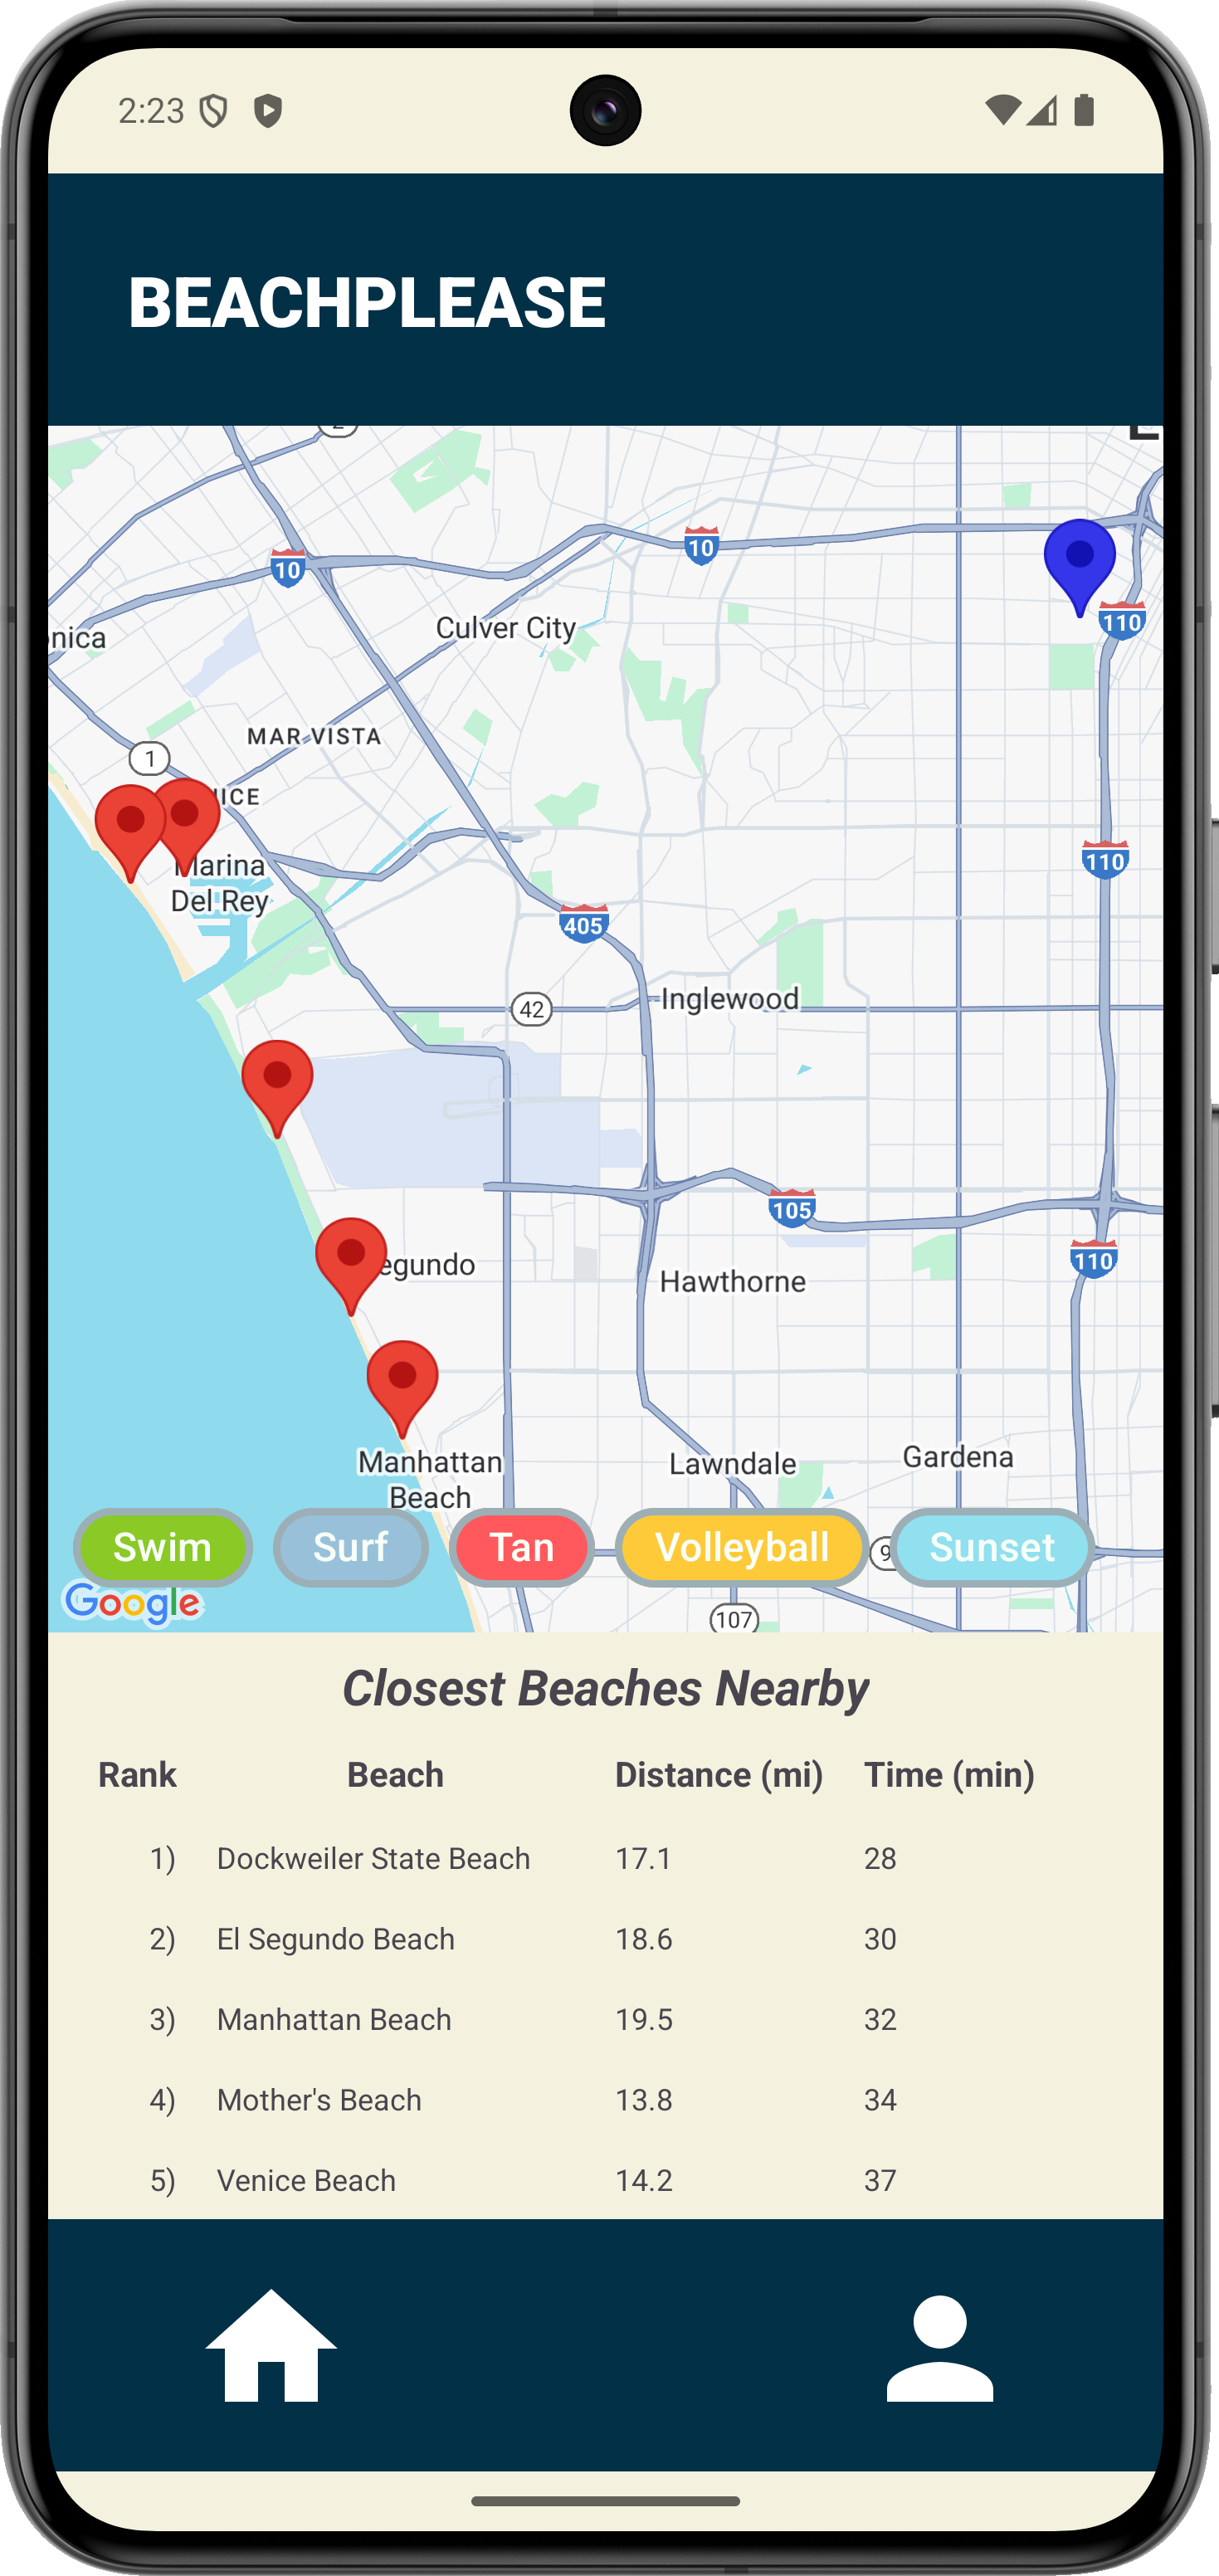 2:23
BEACHPLEASE
2
E
10
10
110
nica
Culver City
MAR VISTA
1
ICE
Marina
Del Rey
110
405
42
Inglewood
105
egundo
110
Hawthorne
Manhattan
Beach
Lawndale
Gardena
Swim
Surf
Tan
Volleyball
9
Sunset
Google
107
Closest Beaches Nearby
Rank Beach Distance (mi) Time (min)
1) Dockweiler State Beach 17.1 28
2) El Segundo Beach 18.6 30
3) Manhattan Beach 19.5 32
4) Mother's Beach 13.8 34
5) Venice Beach 14.2 37